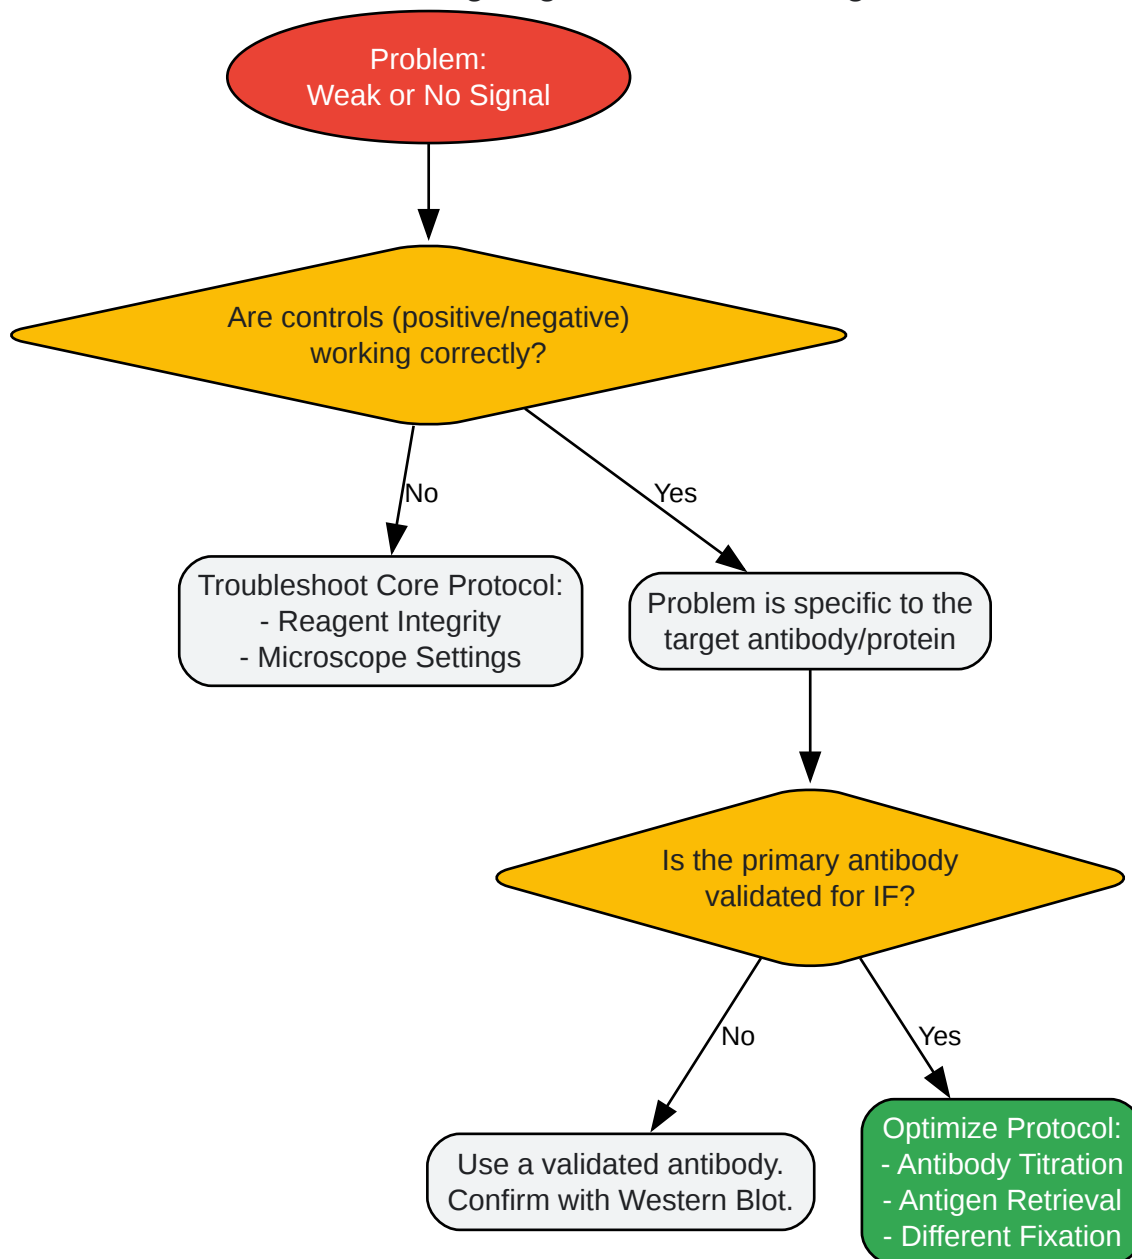 Problem:
Weak or No Signal
Are controls (positive/negative)
working correctly?
No
Yes
Troubleshoot Core Protocol:
- Reagent Integrity
- Microscope Settings
Problem is specific to the
target antibody/protein
Is the primary antibody
validated for IF?
No
Yes
Use a validated antibody.
Confirm with Western Blot.
Optimize Protocol:
- Antibody Titration
- Antigen Retrieval
- Different Fixation